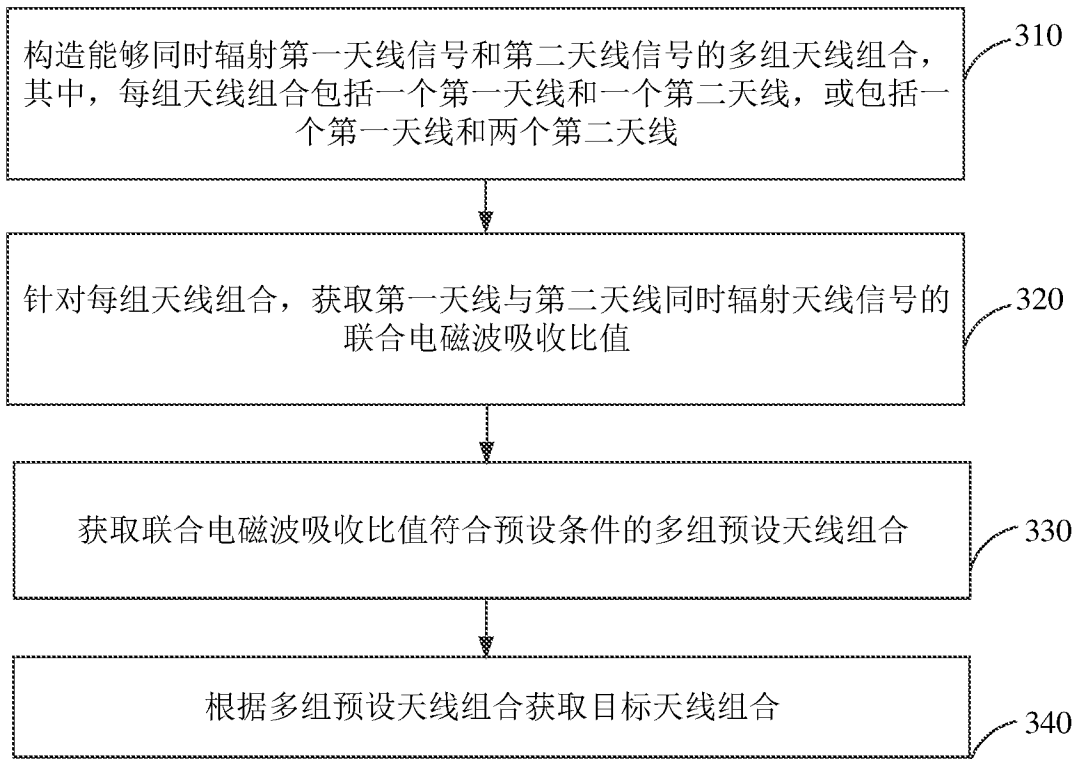 构造能够同时辐射第一天线信号和第二天线信号的多组天线组合，
其中，每组天线组合包括一个第一天线和一个第二天线，或包括一
个第一天线和两个第二天线
310
针对每组天线组合，获取第一天线与第二天线同时辐射天线信号的
联合电磁波吸收比值
320
获取联合电磁波吸收比值符合预设条件的多组预设天线组合
330
根据多组预设天线组合获取目标天线组合
340